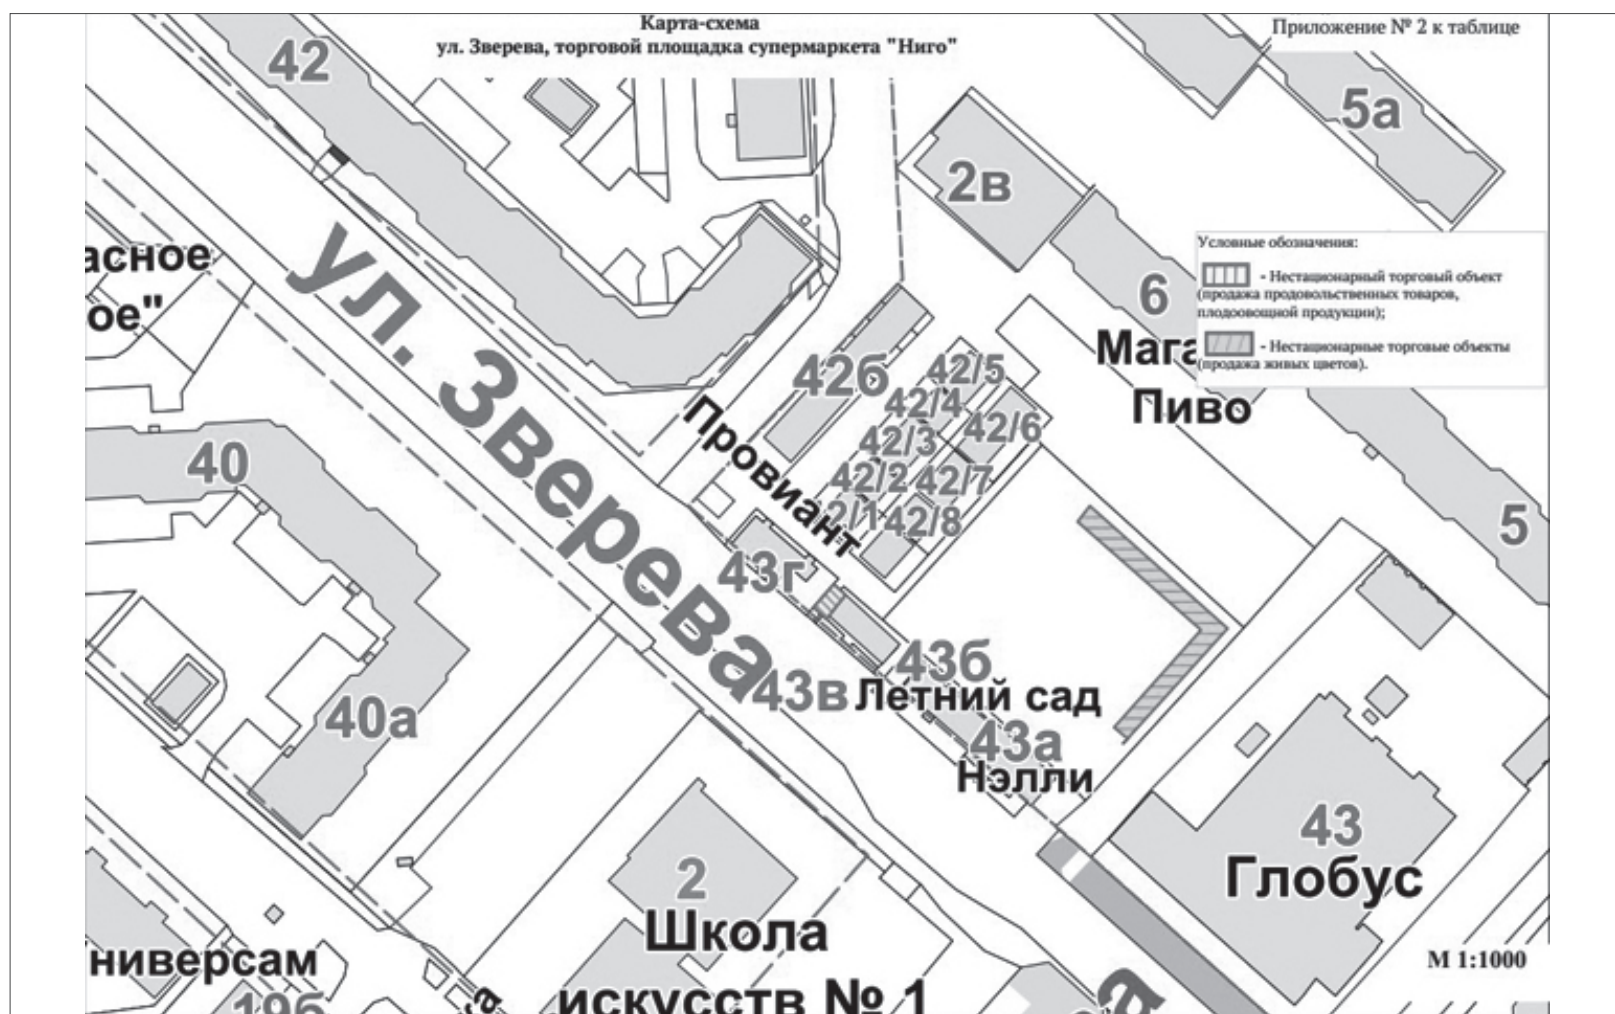 Карта-схема
ул. Зверева, торговой площадка супермаркета "Ниго"
Приложение № 2 к таблице
42
5а
2в
Условные обозначения:
- Нестационарный торговый объект
(продажа продовольственных товаров,
плодоовощной продукции);
- Нестационарные торговые объекты
(продажа живых цветов).
асное
ое"
ул. Зверева
6
Мага
Пиво
42б
42/5
42/4
42/6
42/3
42/2
42/7
2/1
42/8
Провиант
40
5
43г
43б
43в
Летний сад
40а
43а
Нэлли
43
Глобус
2
Школа
искусств № 1
ниверсам
19б
М 1:1000
а
а